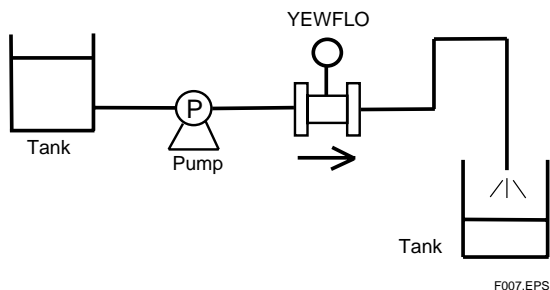 YEWFLO
P
Tank
Pump
Tank
F007.EPS